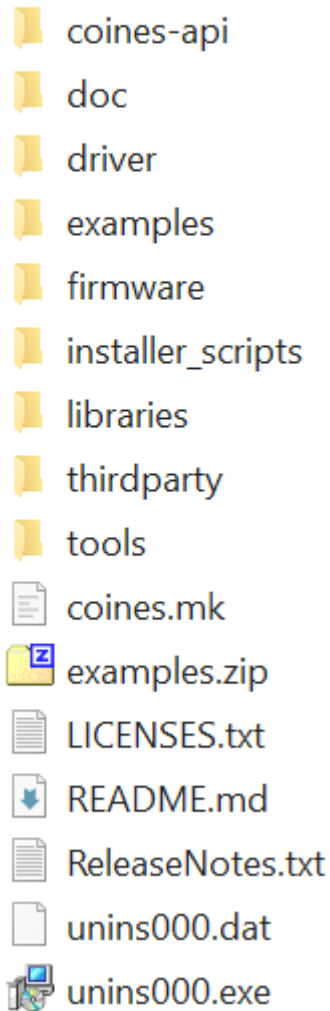 coines-api
doc
driver
examples
firmware
installer_scripts
libraries
thirdparty
tools
coines.mk
examples.zip
LICENSES.txt
README.md
ReleaseNotes.txt
unins000.dat
unins000.exe